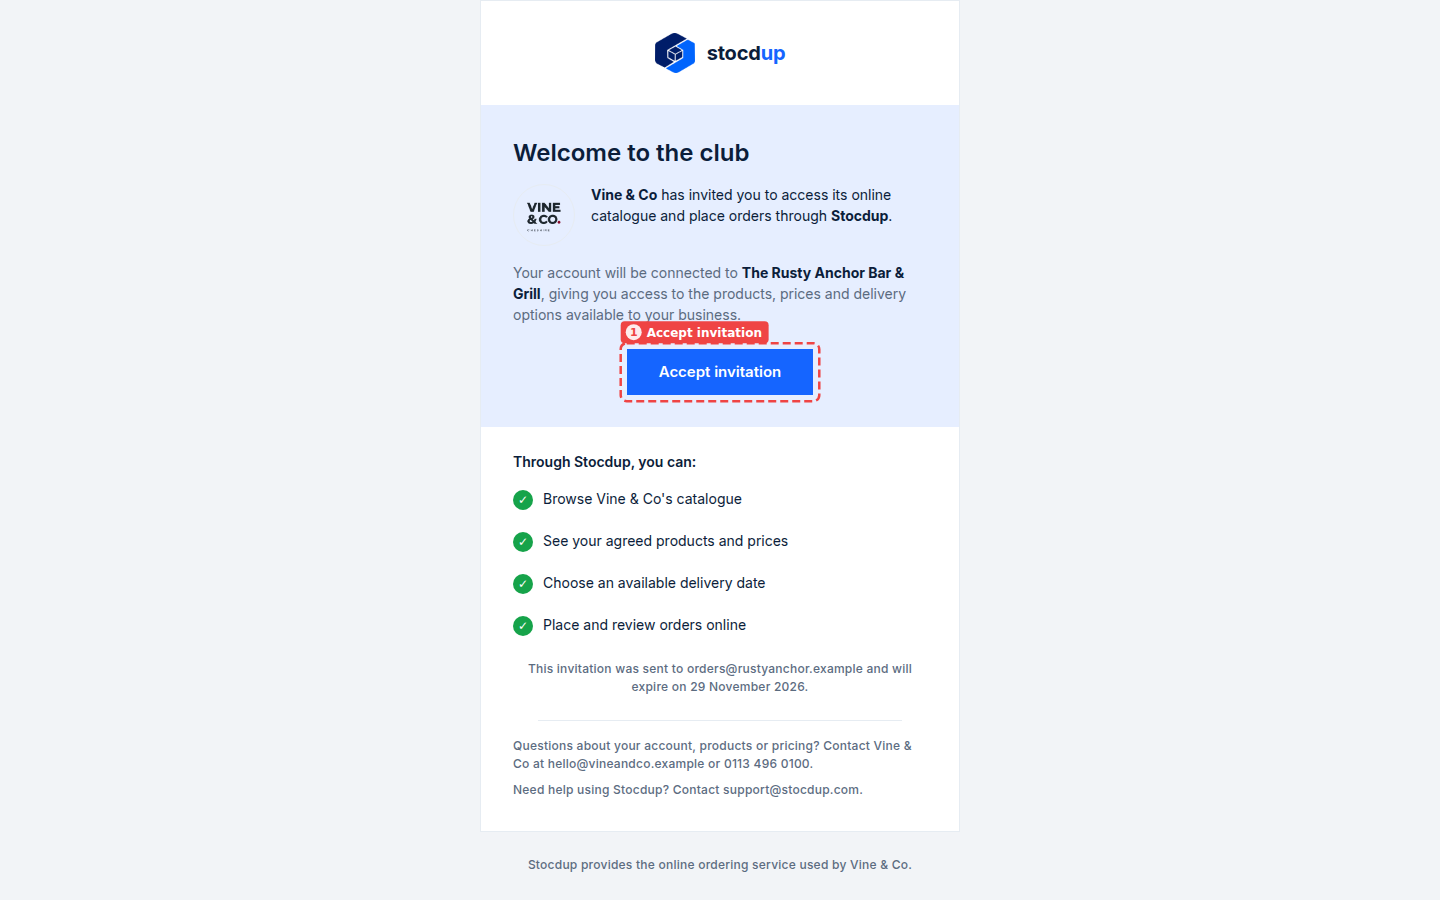 stocdup
Welcome to the club
VINE
& CO.
CHESHIRE
Vine & Co has invited you to access its online
catalogue and place orders through Stocdup.
Your account will be connected to The Rusty Anchor Bar &
Grill, giving you access to the products, prices and delivery
options available to your business.
1 Accept invitation
Accept invitation
Through Stocdup, you can:
✓ Browse Vine & Co's catalogue
✓ See your agreed products and prices
✓ Choose an available delivery date
✓ Place and review orders online
This invitation was sent to orders@rustyanchor.example and will
expire on 29 November 2026.
Questions about your account, products or pricing? Contact Vine &
Co at hello@vineandco.example or 0113 496 0100.
Need help using Stocdup? Contact support@stocdup.com.
Stocdup provides the online ordering service used by Vine & Co.